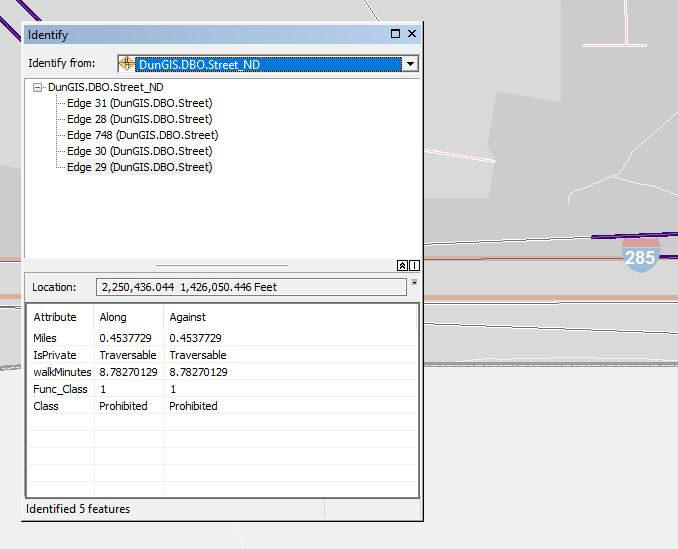 Identify
Identify from: DunGIS.DBO.Street_ND
DunGIS.DBO.Street_ND
Edge 31 (DunGIS.DBO.Street)
Edge 28 (DunGIS.DBO.Street)
Edge 748 (DunGIS.DBO.Street)
Edge 30 (DunGIS.DBO.Street)
Edge 29 (DunGIS.DBO.Street)
285
Location: 2,250,436.044 1,426,050.446 Feet
Attribute Along Against
Miles 0.4537729 0.4537729
IsPrivate Traversable Traversable
walkMinutes 8.78270129 8.78270129
Func_Class 1 1
Class Prohibited Prohibited
Identified 5 features